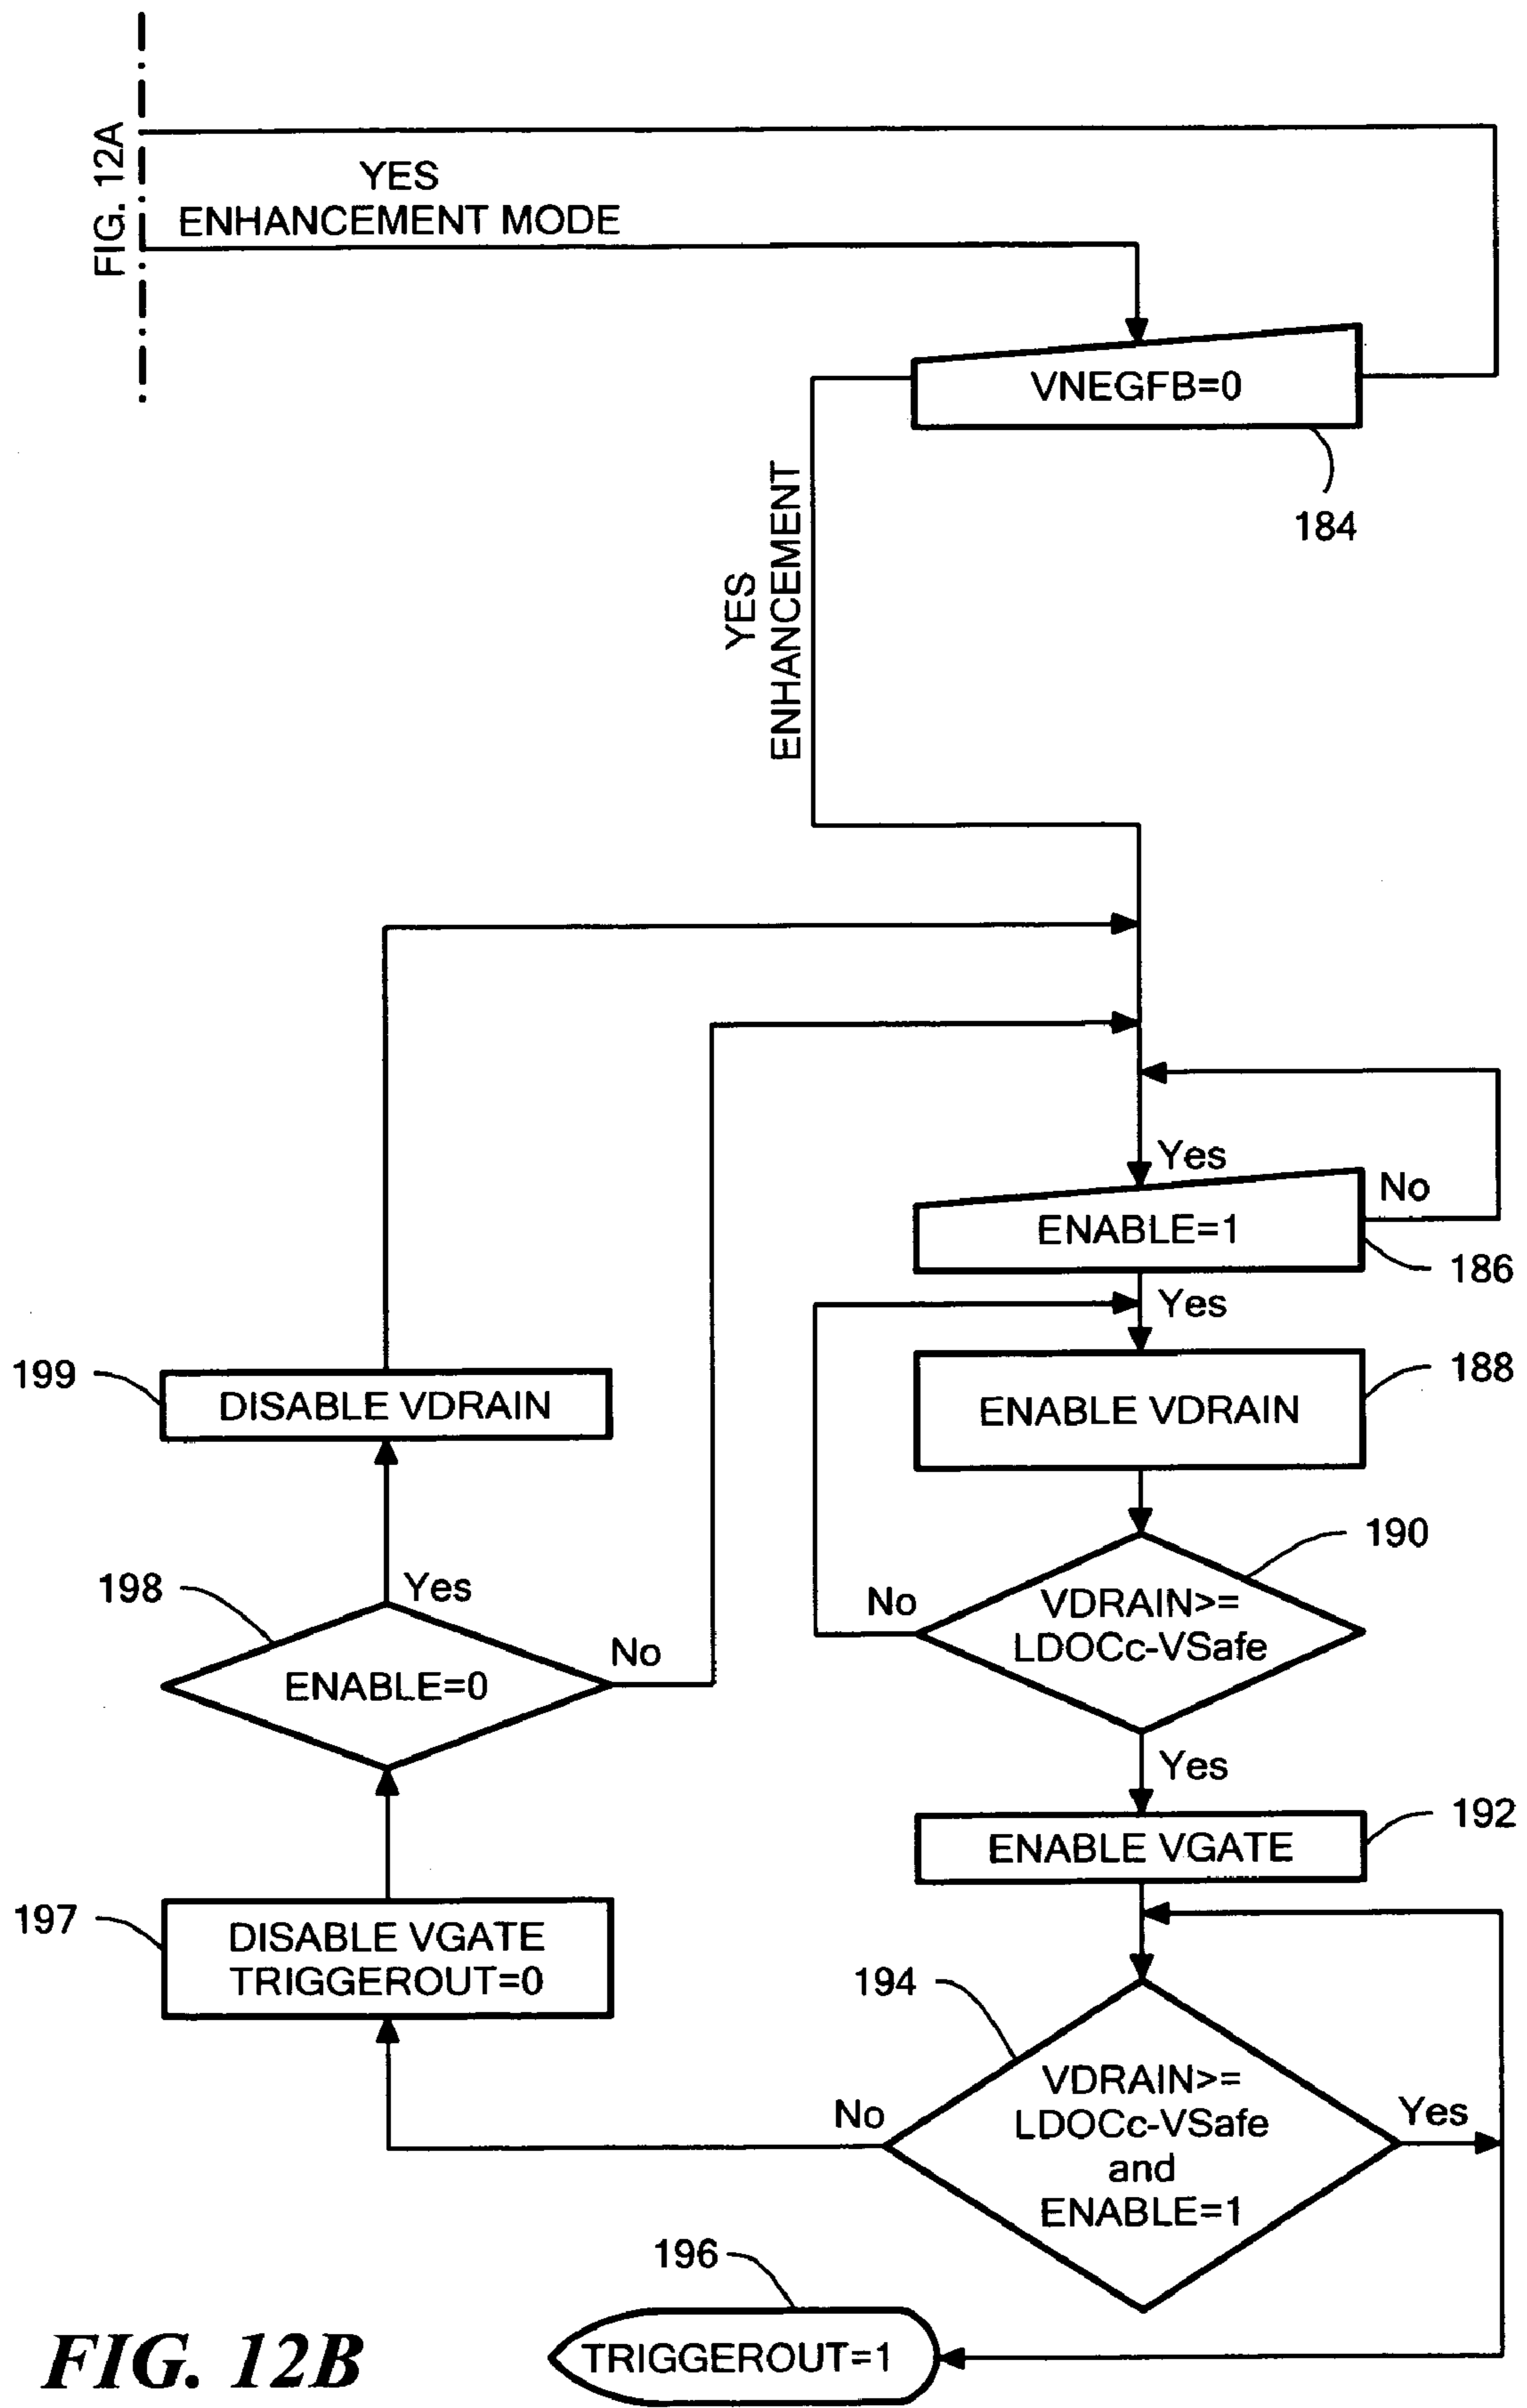 FIG. 12A
YES
ENHANCEMENT MODE
VNEGFB=0
184
YES
ENHANCEMENT
Yes
ENABLE=1
No
186
Yes
ENABLE VDRAIN
188
199
DISABLE VDRAIN
190
VDRAIN>=
LDOCc-VSafe
No
198
Yes
ENABLE=0
No
Yes
ENABLE VGATE
192
197
DISABLE VGATE
TRIGGEROUT=0
194
VDRAIN>=
LDOCc-VSafe
and
ENABLE=1
No
Yes
196
TRIGGEROUT=1
FIG. 12B